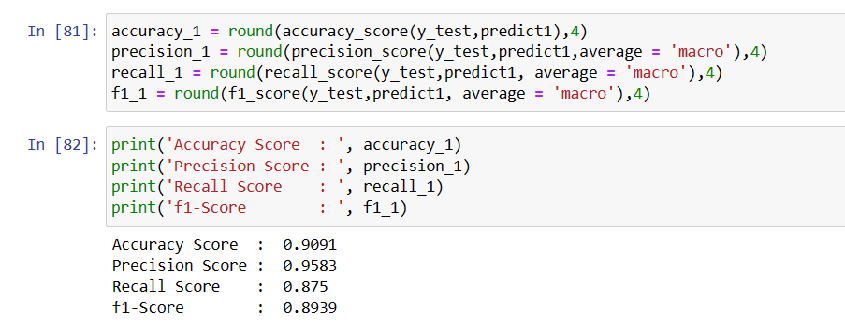 In [81]: accuracy_1 = round(accuracy_score(y_test,predict1),4)
precision_1 = round(precision_score(y_test,predict1,average = 'macro'),4)
recall_1 = round(recall_score(y_test,predict1, average = 'macro'),4)
f1_1 = round(f1_score(y_test,predict1, average = 'macro'),4)
In [82]: print('Accuracy Score  : ', accuracy_1)
print('Precision Score : ', precision_1)
print('Recall Score    : ', recall_1)
print('f1-Score        : ', f1_1)
Accuracy Score  :  0.9091
Precision Score :  0.9583
Recall Score    :  0.875
f1-Score        :  0.8939